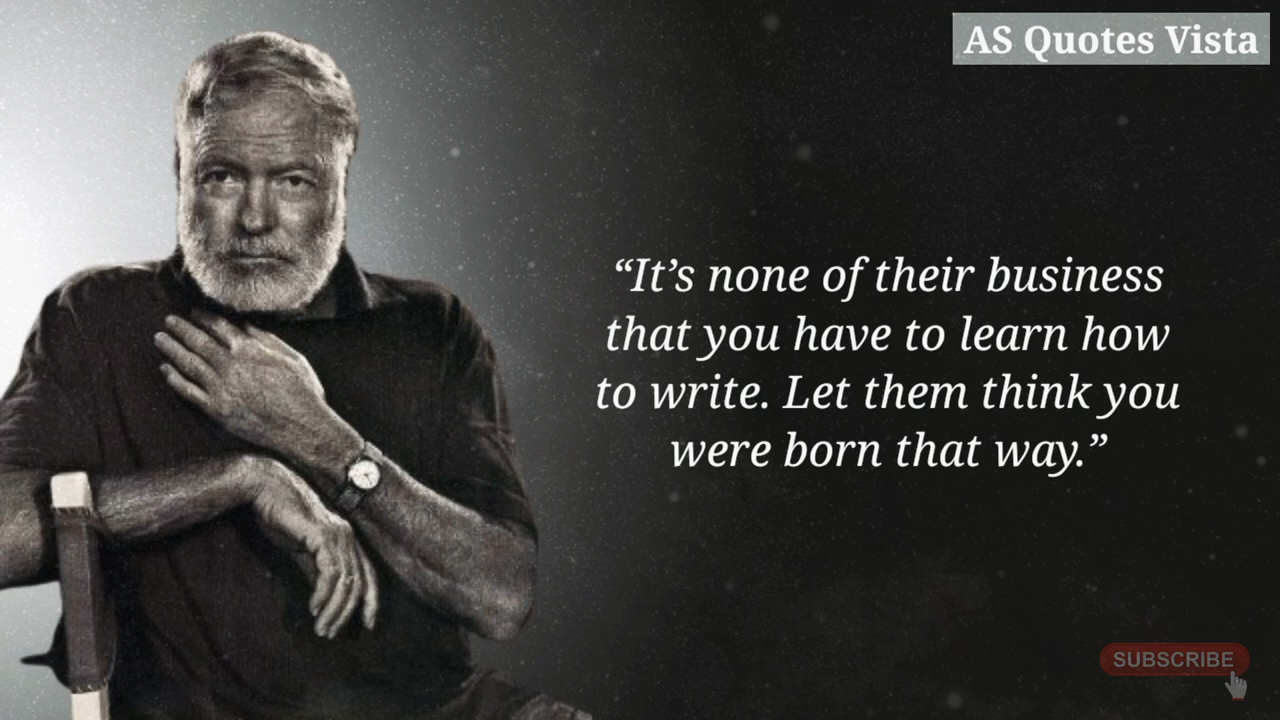 AS Quotes Vista
“It’s none of their business
that you have to learn how
to write. Let them think you
were born that way.”
SUBSCRIBE